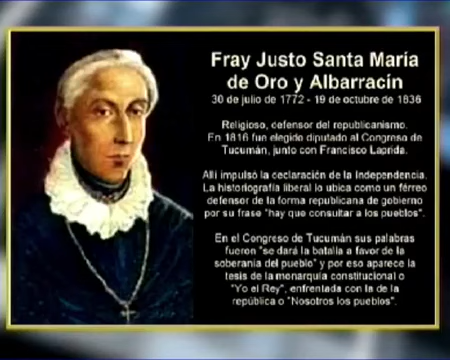 Fray Justo Santa María
de Oro y Albarracín
30 de julio de 1772 - 19 de octubre de 1836
Religioso, defensor del republicanismo.
En 1816 fue elegido diputado al Congreso de
Tucumán, junto con Francisco Laprida.
Allí impulsó la ceclaración de la Independencia.
La historiografía liberal lo ubica como un férreo
defensor de la forma republicana de gobierno
por su frase "hay que consultar a los pueblos".
En el Congreso de Tucumán sus palabras
fueron "se dará la batalla a favor de la
soberania del pueblo" y por eso aparece la
tesis de la monarquía constitucional o
"Yo el Rey", enfrentada con la de la
república o "Nosotros los pueblos".